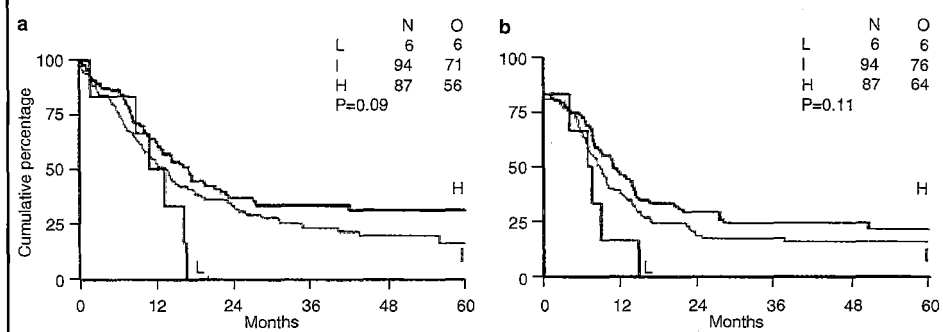 a
N O
L 6 6
I 94 71
H 87 56
P=0.09
Cumulative percentage
100
75
50
25
0
H
I
L
0 12 24 36 48 60
Months
b
N O
L 6 6
I 94 76
H 87 64
P=0.11
100
75
50
25
0
H
I
L
0 12 24 36 48 60
Months